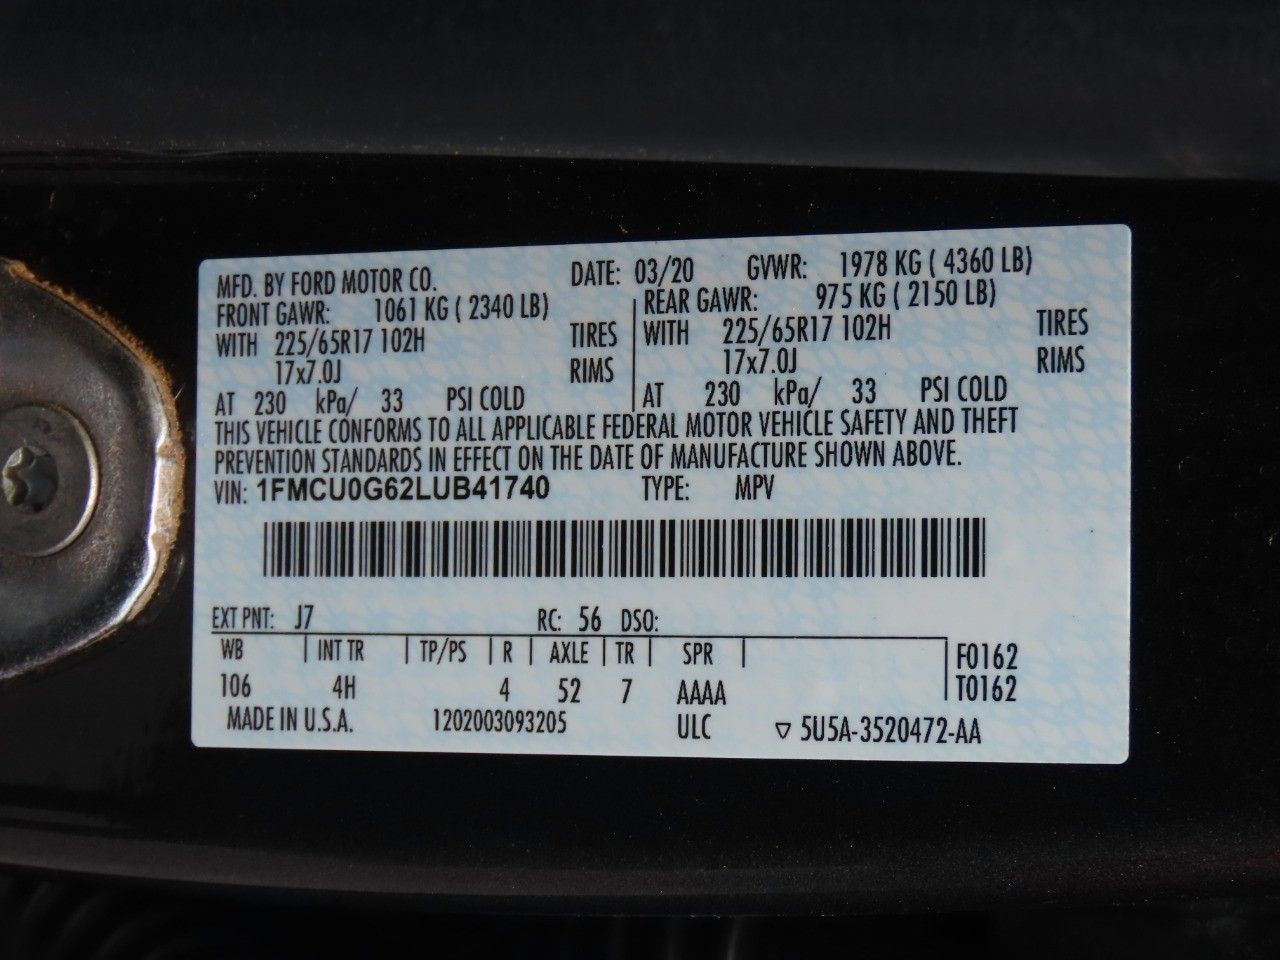 MFD. BY FORD MOTOR CO. DATE: 03/20 GVWR: 1978 KG ( 4360 LB)
FRONT GAWR: 1061 KG ( 2340 LB) REAR GAWR: 975 KG ( 2150 LB)
WITH 225/65R17 102H TIRES WITH 225/65R17 102H TIRES
17x7.0J RIMS 17x7.0J RIMS
AT 230 kPa/ 33 PSI COLD AT 230 kPa/ 33 PSI COLD
THIS VEHICLE CONFORMS TO ALL APPLICABLE FEDERAL MOTOR VEHICLE SAFETY AND THEFT
PREVENTION STANDARDS IN EFFECT ON THE DATE OF MANUFACTURE SHOWN ABOVE.
VIN: 1FMCU0G62LUB41740 TYPE: MPV
EXT PNT: J7 RC: 56 DSO:
WB INT TR TP/PS R AXLE TR SPR F0162
106 4H 4 52 7 AAAA T0162
MADE IN U.S.A. 1202003093205 ULC ▽ 5U5A-3520472-AA